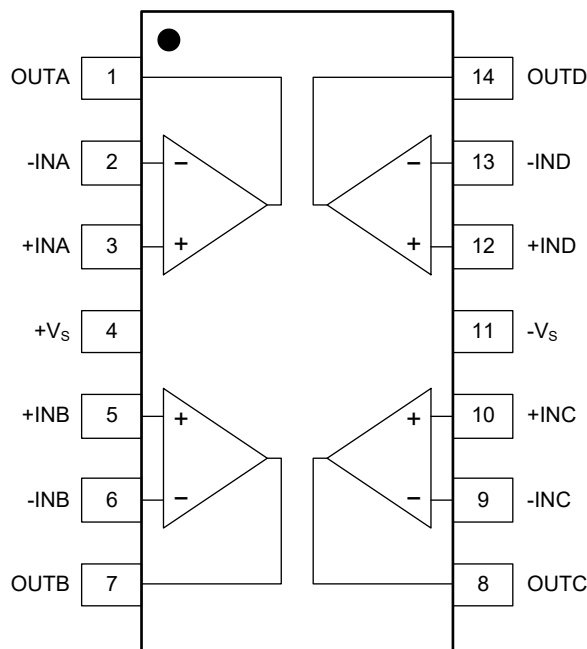 OUTA 1 14 OUTD
-INA 2 − − 13 -IND
+INA 3 + + 12 +IND
+VS 4 11 -VS
+INB 5 + + 10 +INC
-INB 6 − − 9 -INC
OUTB 7 8 OUTC